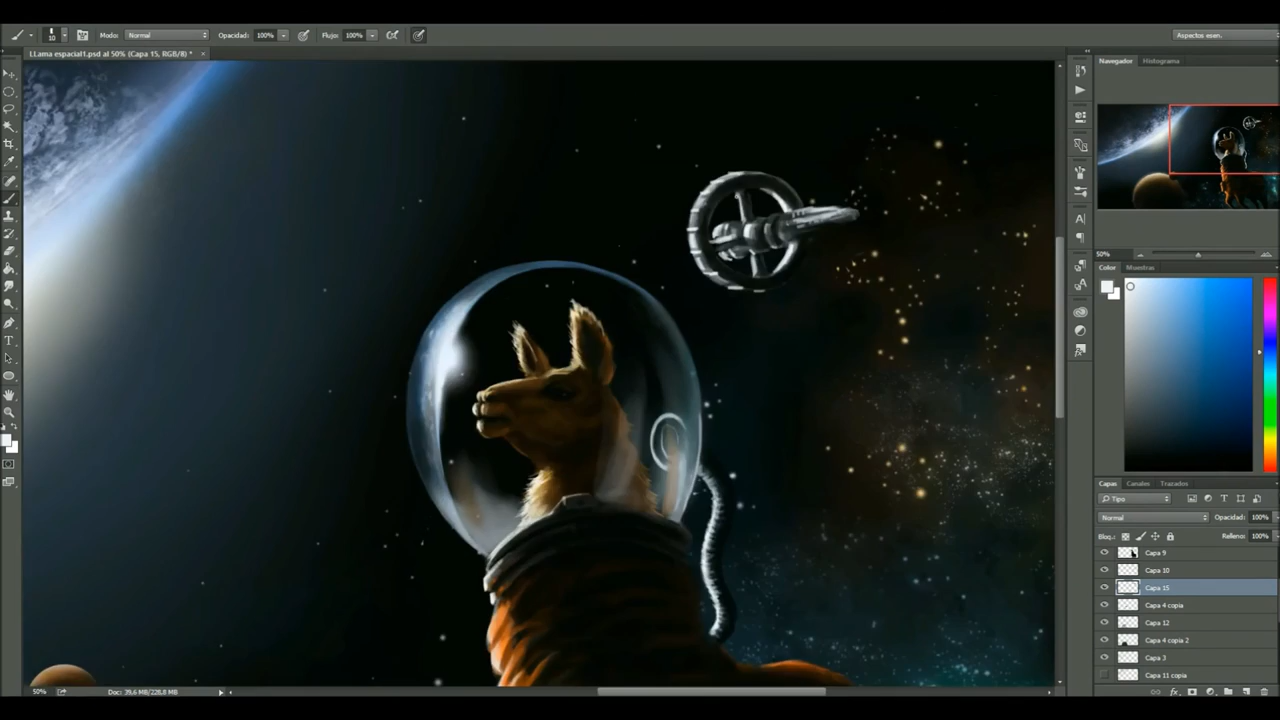 10 Modo: Normal Opacidad: 100% Flujo: 100% Aspectos esen.
LLama espacial1.psd al 50% (Capa 15, RGB/8) * ×
Navegador Histograma
50%
Color Muestras
Capas Canales Trazados
Tipo
Normal Opacidad: 100%
Bloq.: Relleno: 100%
Capa 9
Capa 10
Capa 15
Capa 4 copia
Capa 12
Capa 4 copia 2
Capa 3
Capa 11 copia
50% Doc: 39,6 MB/228,8 MB